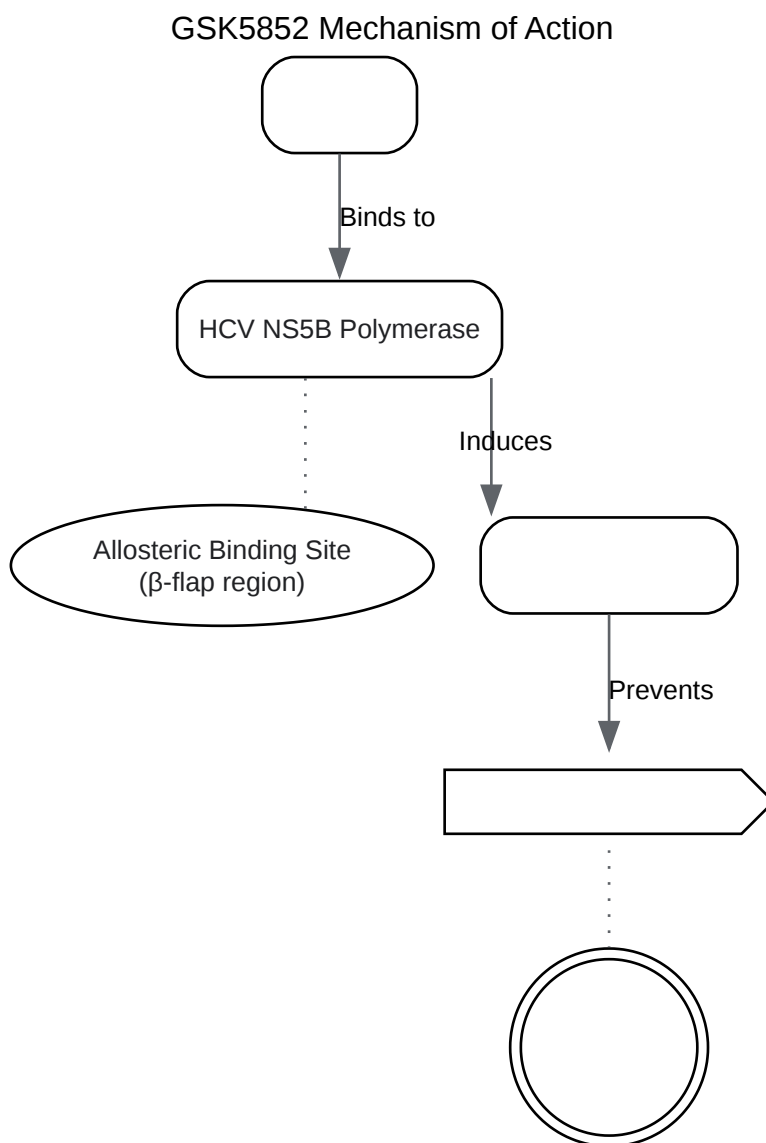 GSK5852 Mechanism of Action
Binds to
HCV NS5B Polymerase
Induces
Allosteric Binding Site
(β-flap region)
Prevents